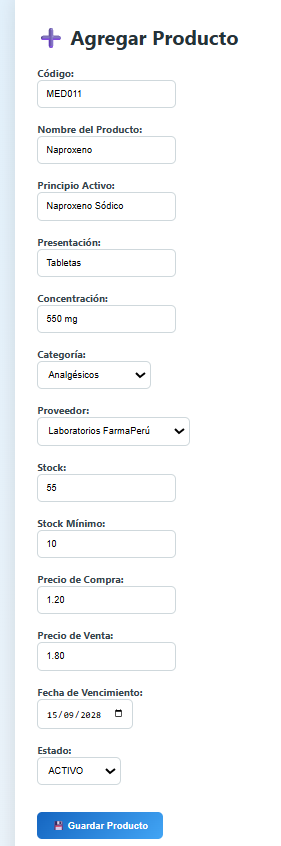 Agregar Producto
Código:
MED011
Nombre del Producto:
Naproxeno
Principio Activo:
Naproxeno Sódico
Presentación:
Tabletas
Concentración:
550 mg
Categoría:
Analgésicos
Proveedor:
Laboratorios FarmaPerú
Stock:
55
Stock Mínimo:
10
Precio de Compra:
1.20
Precio de Venta:
1.80
Fecha de Vencimiento:
15/09/2028
Estado:
ACTIVO
Guardar Producto